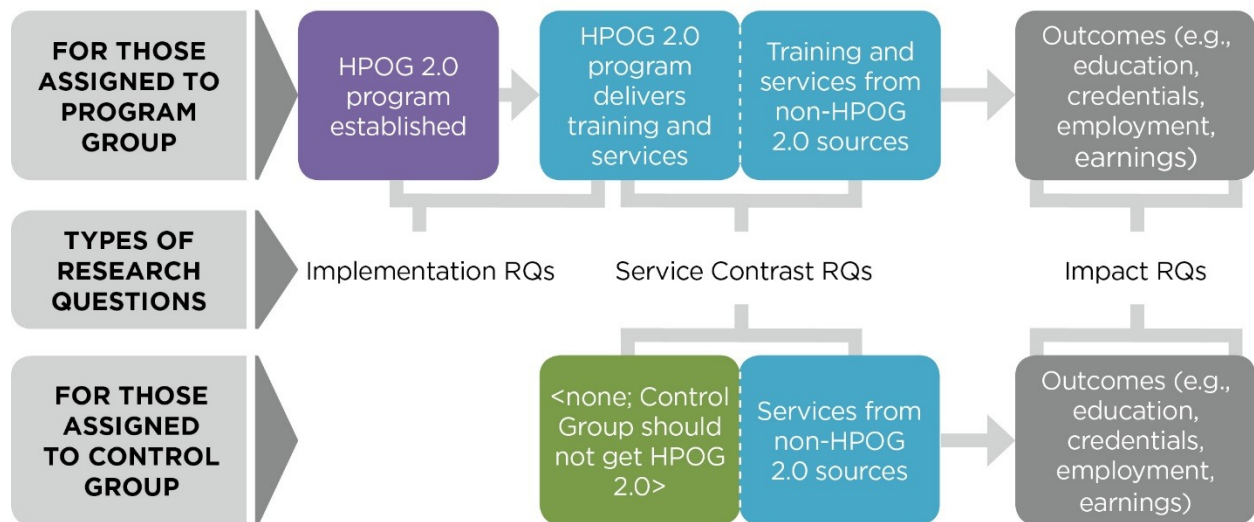 FOR THOSE
ASSIGNED TO
PROGRAM
GROUP
HPOG 2.0
program
established
HPOG 2.0
program
delivers
training and
services
Training and
services from
non-HPOG
2.0 sources
Outcomes (e.g.,
education,
credentials,
employment,
earnings)
TYPES OF
RESEARCH
QUESTIONS
Implementation RQs
Service Contrast RQs
Impact RQs
FOR THOSE
ASSIGNED
TO CONTROL
GROUP
<none; Control
Group should
not get HPOG
2.0>
Services from
non-HPOG
2.0 sources
Outcomes (e.g.,
education,
credentials,
employment,
earnings)